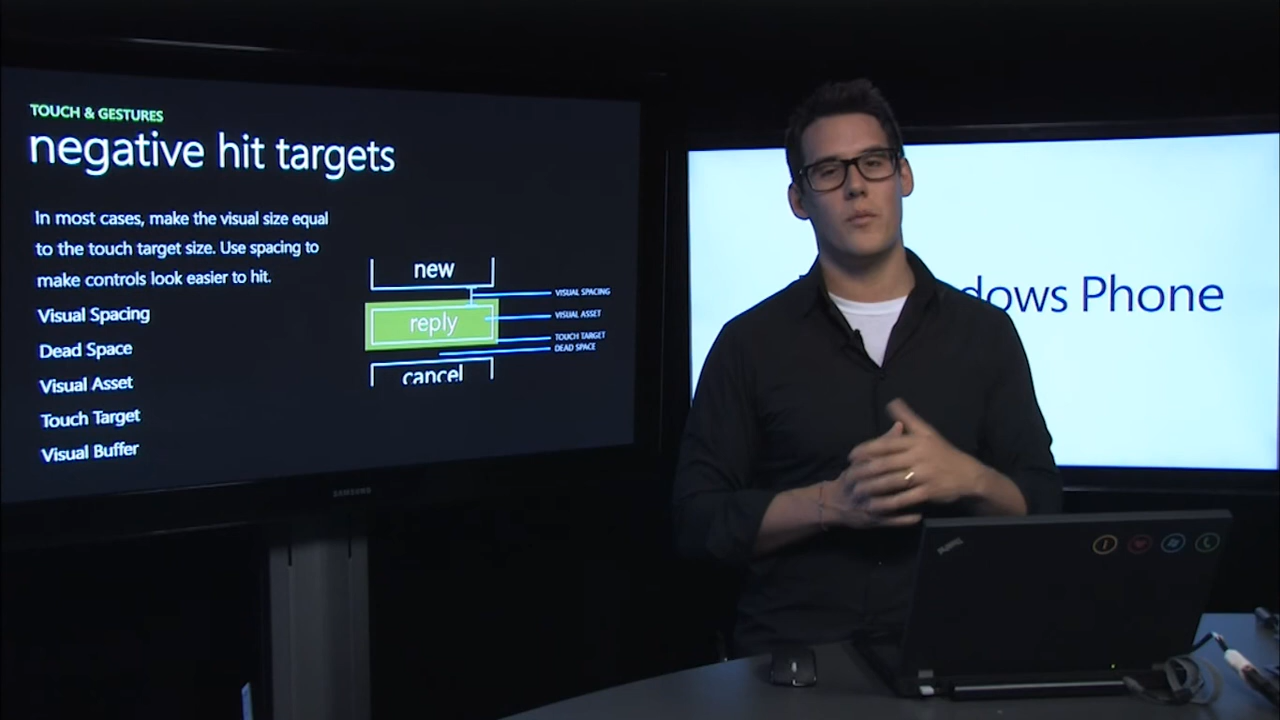 TOUCH & GESTURES
negative hit targets
In most cases, make the visual size equal
to the touch target size. Use spacing to
make controls look easier to hit.
Visual Spacing
Dead Space
Visual Asset
Touch Target
Visual Buffer
new
reply
cancel
VISUAL SPACING
VISUAL ASSET
TOUCH TARGET
DEAD SPACE
SAMSUNG
dows Phone